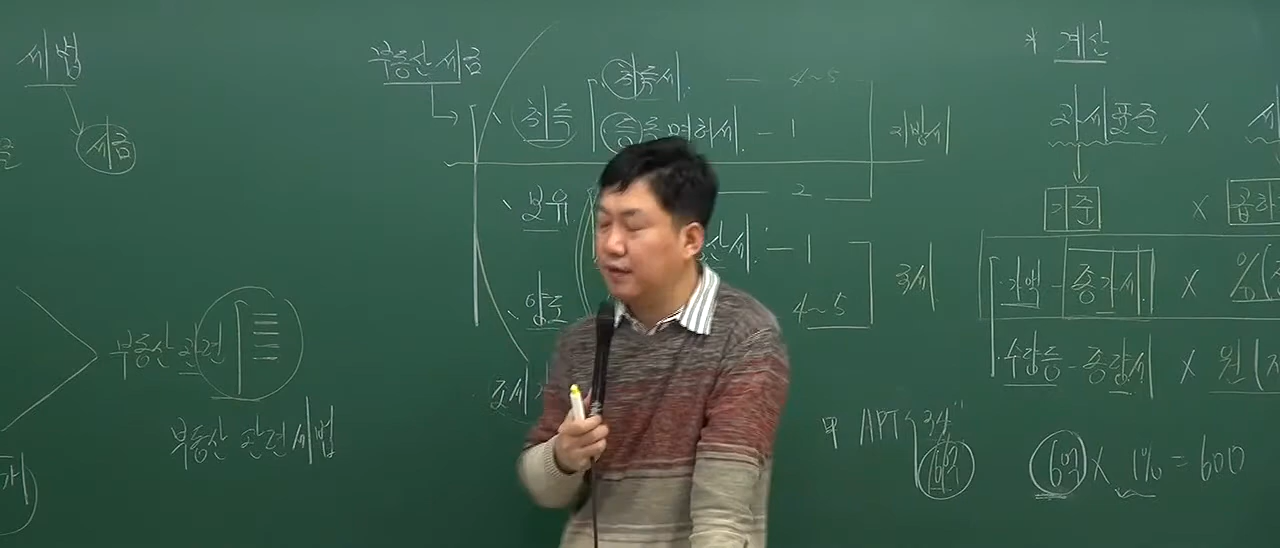 세법
세금
부동산 관련
부동산 관련세법
부동산세금
취득
취득세 — 4~5
등록면허세 - 1
지방세
보유
— 2
산세 - 1
양도
4~5
조세
APT 34"
6억
* 계산
과세표준 X 세
기준 X
가액 - 종가세 X %(
수량등 - 종량세 X 원(
6억 X 1% = 600